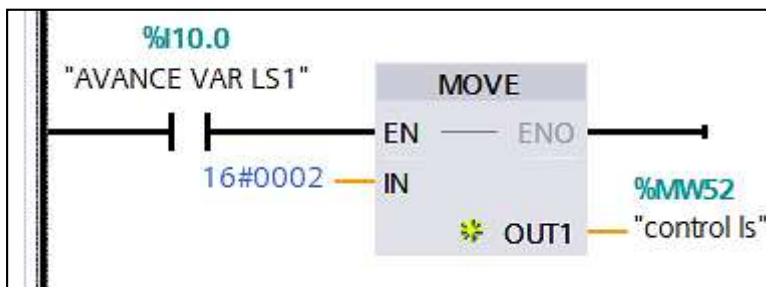 %I10.0
"AVANCE VAR LS1"
MOVE
EN
ENO
16#0002
IN
%MW52
OUT1
"control ls"